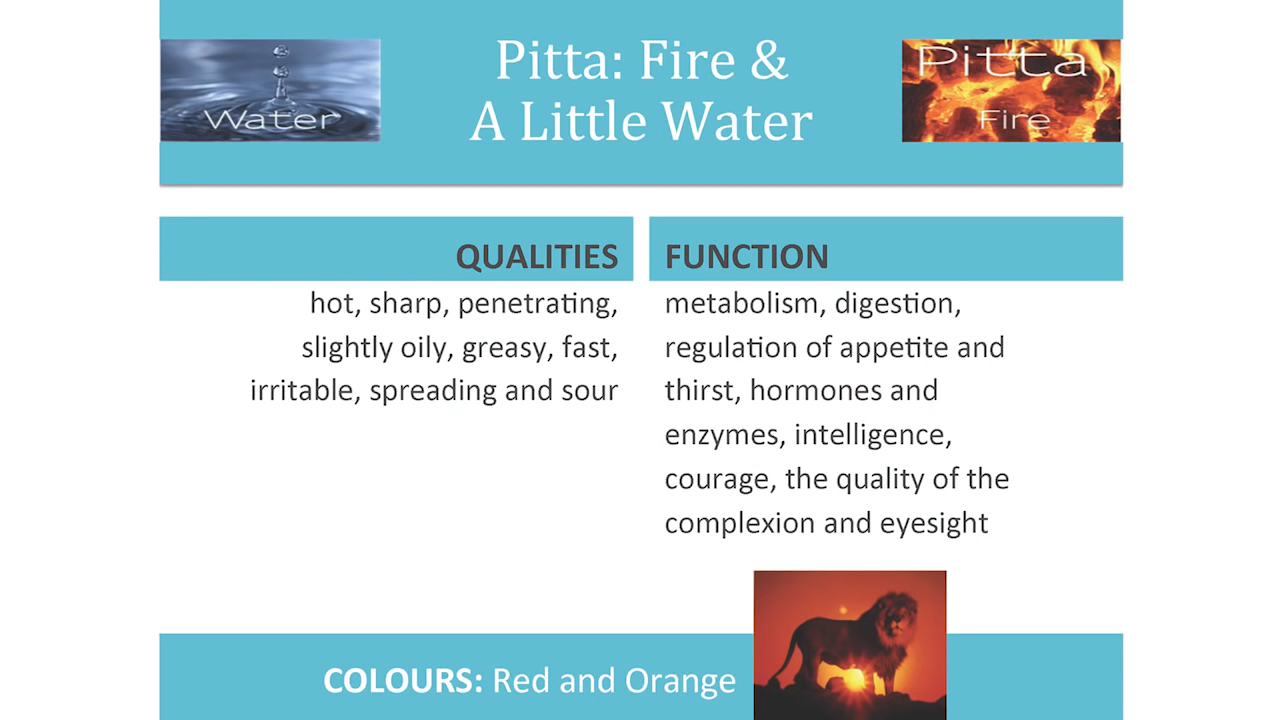 Water
Pitta: Fire &
A Little Water
Pitta
Fire
QUALITIES
hot, sharp, penetrating,
slightly oily, greasy, fast,
irritable, spreading and sour
FUNCTION
metabolism, digestion,
regulation of appetite and
thirst, hormones and
enzymes, intelligence,
courage, the quality of the
complexion and eyesight
COLOURS: Red and Orange